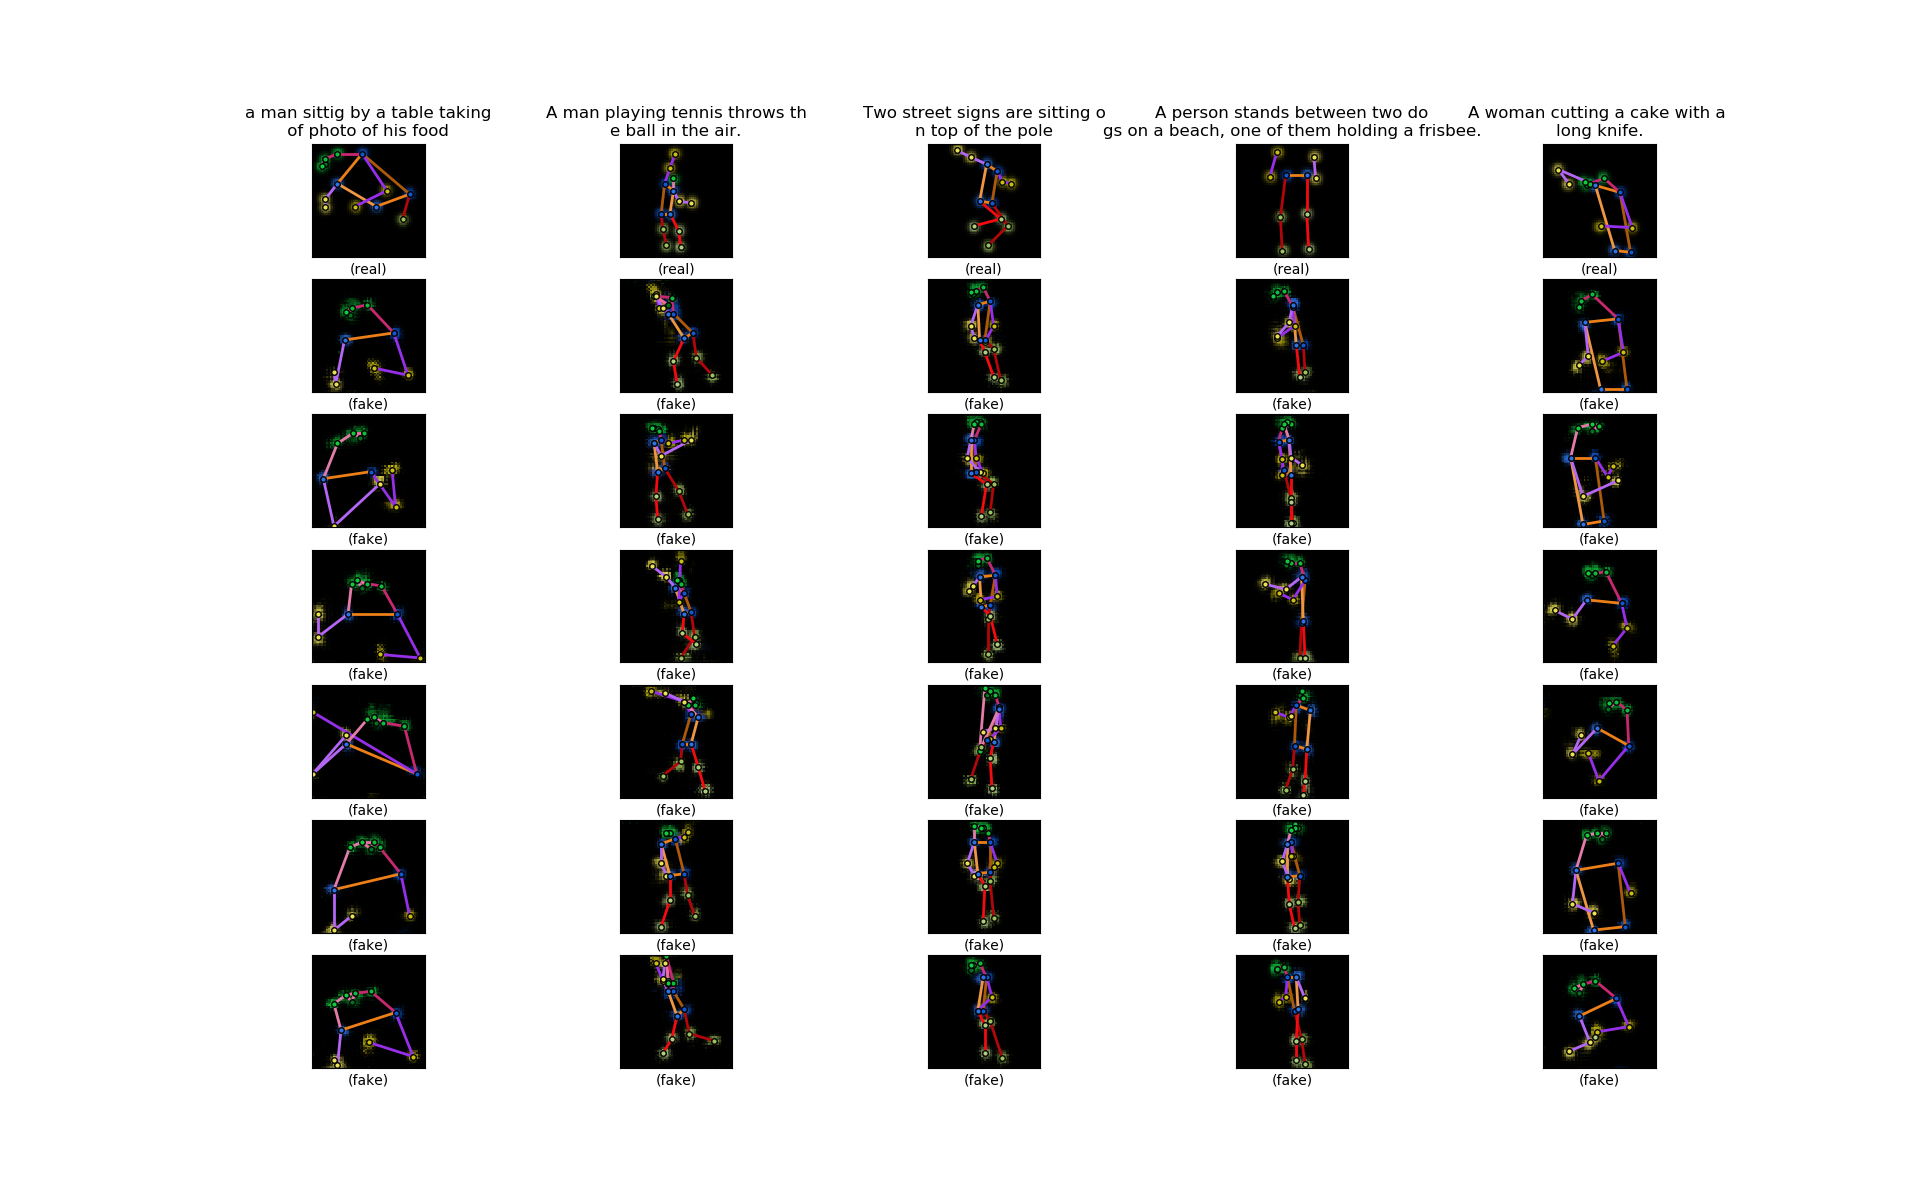 a man sittig by a table taking
of photo of his food
A man playing tennis throws th
e ball in the air.
Two street signs are sitting o
n top of the pole
A person stands between two do
gs on a beach, one of them holding a frisbee.
A woman cutting a cake with a
long knife.
(real) (real) (real) (real) (real)
(fake) (fake) (fake) (fake) (fake)
(fake) (fake) (fake) (fake) (fake)
(fake) (fake) (fake) (fake) (fake)
(fake) (fake) (fake) (fake) (fake)
(fake) (fake) (fake) (fake) (fake)
(fake) (fake) (fake) (fake) (fake)